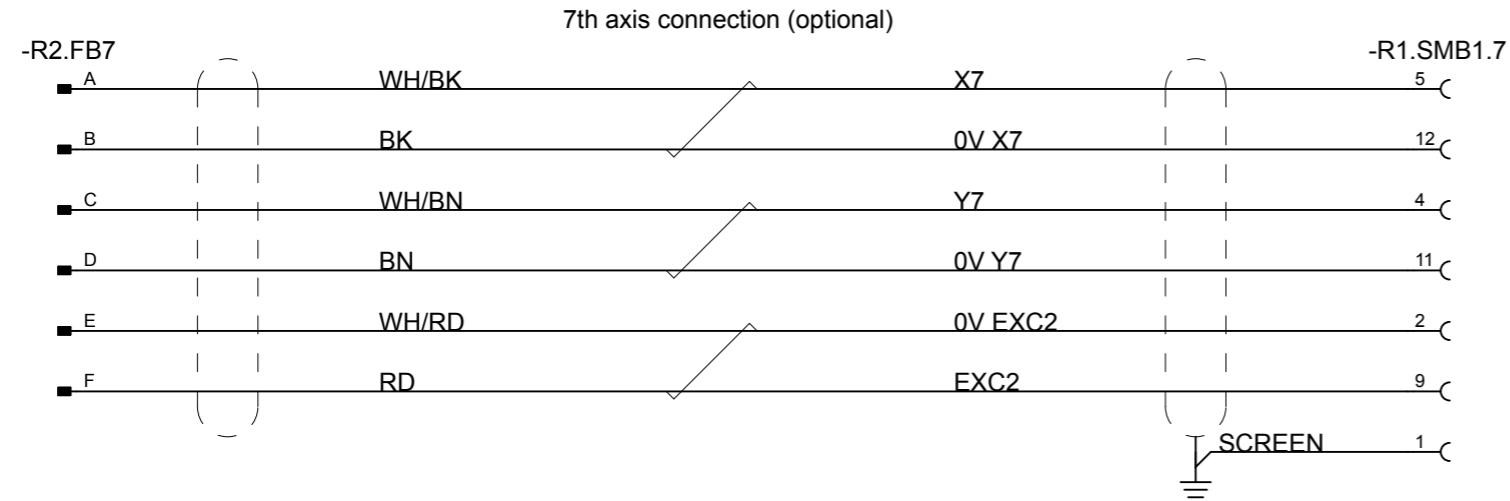 7th axis connection (optional)
-R2.FB7 -R1.SMB1.7
A WH/BK X7 5
B BK 0V X7 12
C WH/BN Y7 4
D BN 0V Y7 11
E WH/RD 0V EXC2 2
F RD EXC2 9
SCREEN 1